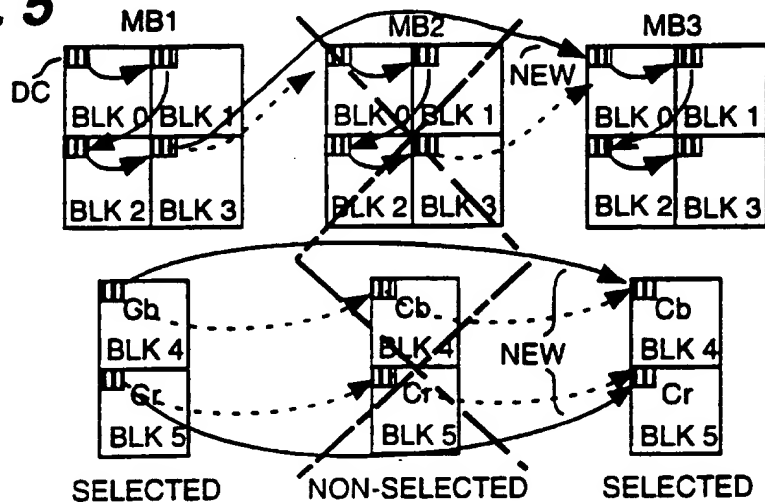 . 5
MB1 MB2 MB3
DC
NEW
BLK 0 BLK 1 BLK 0 BLK 1 BLK 0 BLK 1
BLK 2 BLK 3 BLK 2 BLK 3 BLK 2 BLK 3
Cb Cb Cb
BLK 4 BLK 4 NEW BLK 4
Cr Cr Cr
BLK 5 BLK 5 BLK 5
SELECTED NON-SELECTED SELECTED